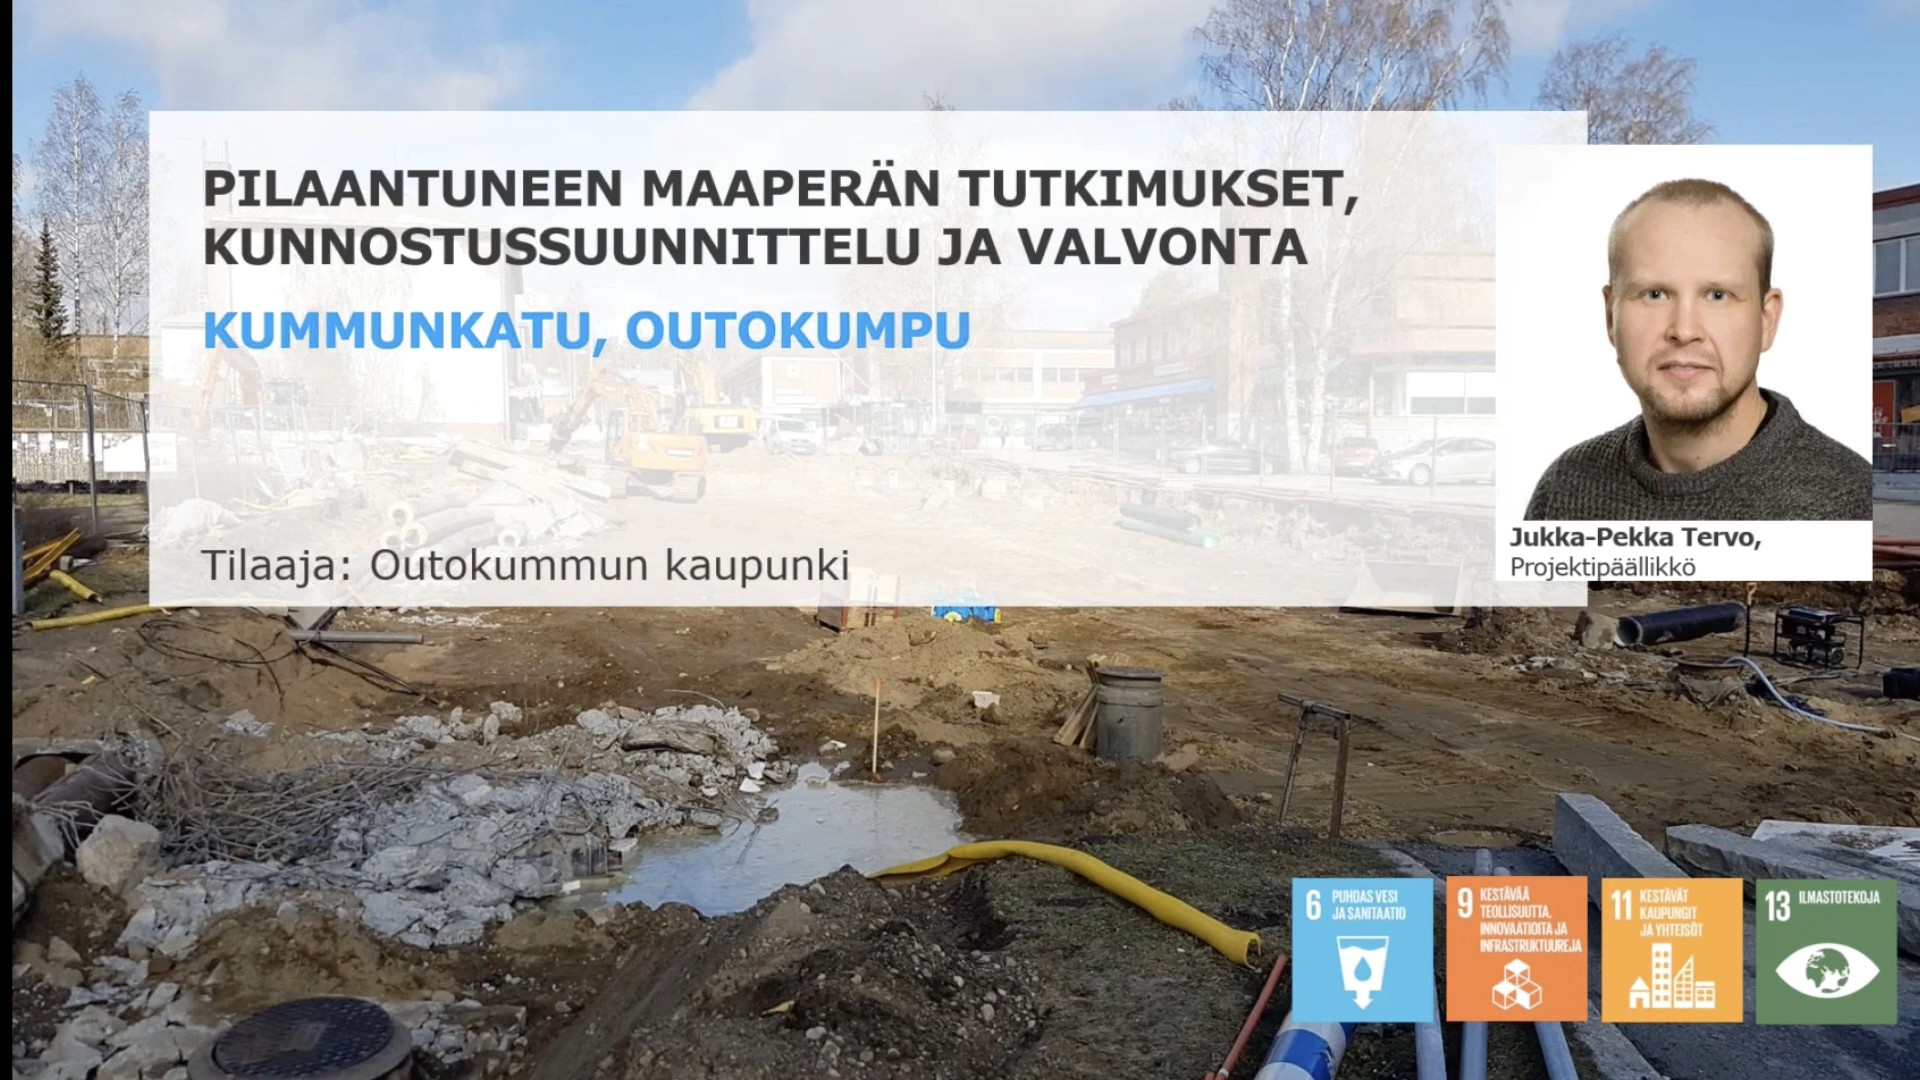 PILAANTUNEEN MAAPERÄN TUTKIMUKSET,
KUNNOSTUSSUUNNITTELU JA VALVONTA
KUMMUNKATU, OUTOKUMPU
Tilaaja: Outokummun kaupunki
Jukka-Pekka Tervo,
Projektipäällikkö
6 PUHDAS VESI
JA SANITAATIO
9 KESTÄVÄÄ
TEOLLISUUTTA,
INNOVAATIOITA JA
INFRASTRUKTUUREJA
11 KESTÄVÄT
KAUPUNGIT
JA YHTEISÖT
13 ILMASTOTEKOJA